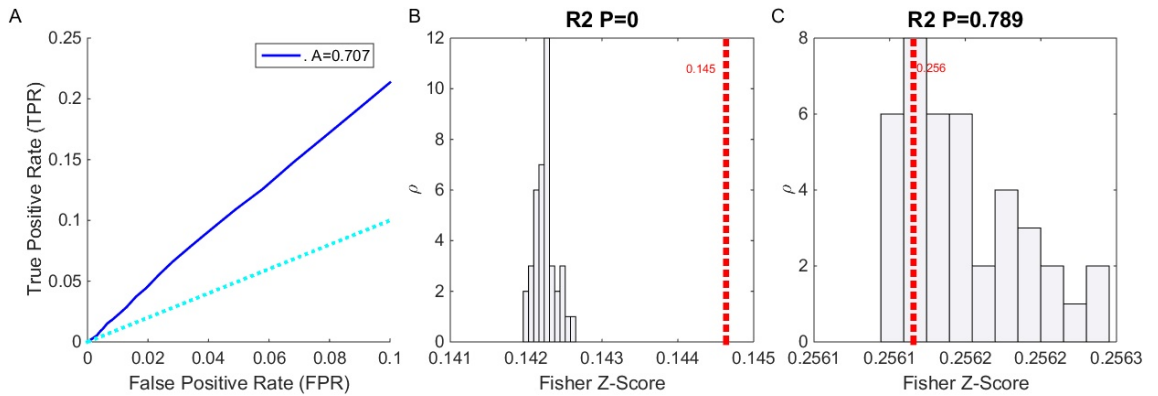 A
0.25
0.2
0.15
0.1
0.05
0
True Positive Rate (TPR)
. A=0.707
0 0.02 0.04 0.06 0.08 0.1
False Positive Rate (FPR)
B
R2 P=0
12
10
8
6
4
2
0
ρ
0.145
0.141 0.142 0.143 0.144 0.145
Fisher Z-Score
C
R2 P=0.789
8
6
4
2
0
ρ
0.256
0.2561 0.2561 0.2562 0.2562 0.2563
Fisher Z-Score